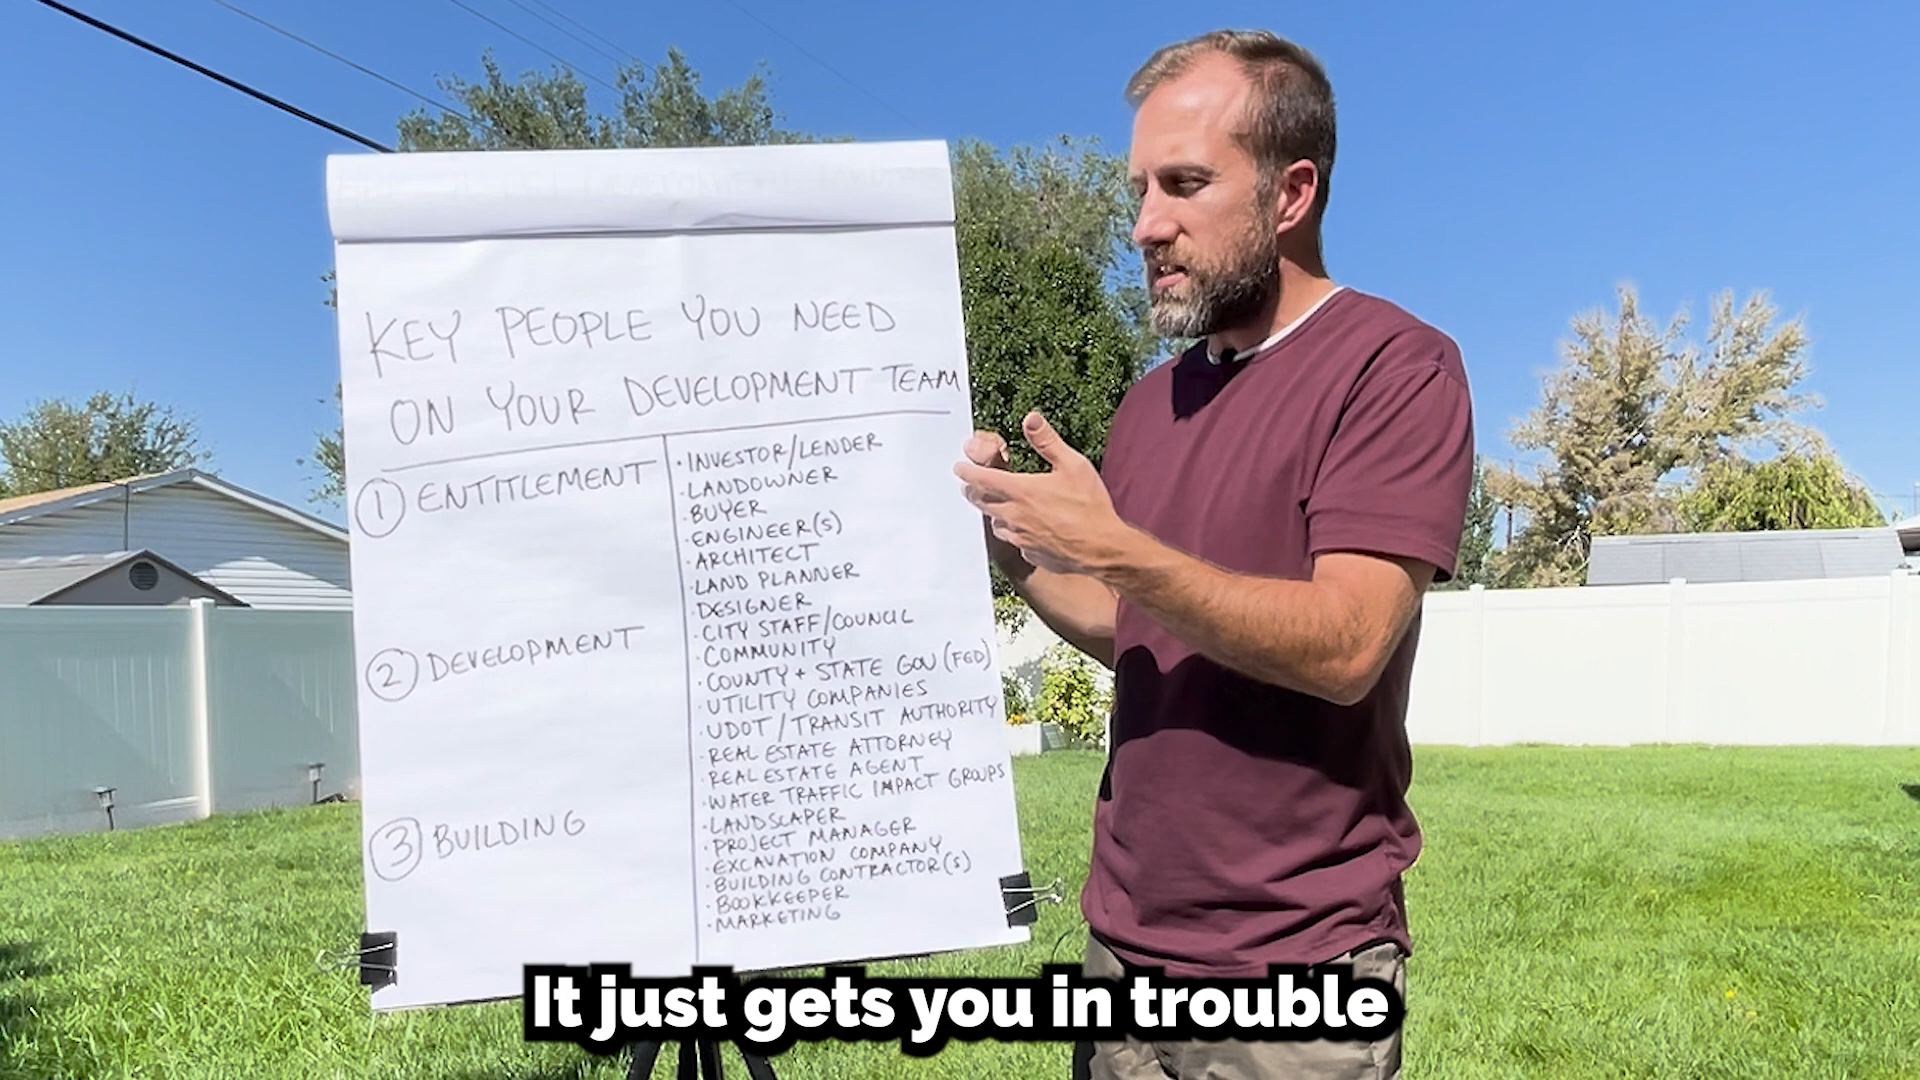 KEY PEOPLE YOU NEED
ON YOUR DEVELOPMENT TEAM
1 ENTITLEMENT
2 DEVELOPMENT
3 BUILDING
· INVESTOR/LENDER
· LANDOWNER
· BUYER
· ENGINEER(S)
· ARCHITECT
· LAND PLANNER
· DESIGNER
· CITY STAFF/COUNCIL
· COMMUNITY
· COUNTY + STATE GOV (FED)
· UTILITY COMPANIES
· UDOT / TRANSIT AUTHORITY
· REAL ESTATE ATTORNEY
· REAL ESTATE AGENT
· WATER TRAFFIC IMPACT GROUPS
· LANDSCAPER
· PROJECT MANAGER
· EXCAVATION COMPANY
· BUILDING CONTRACTOR(S)
· BOOKKEEPER
· MARKETING
It just gets you in trouble